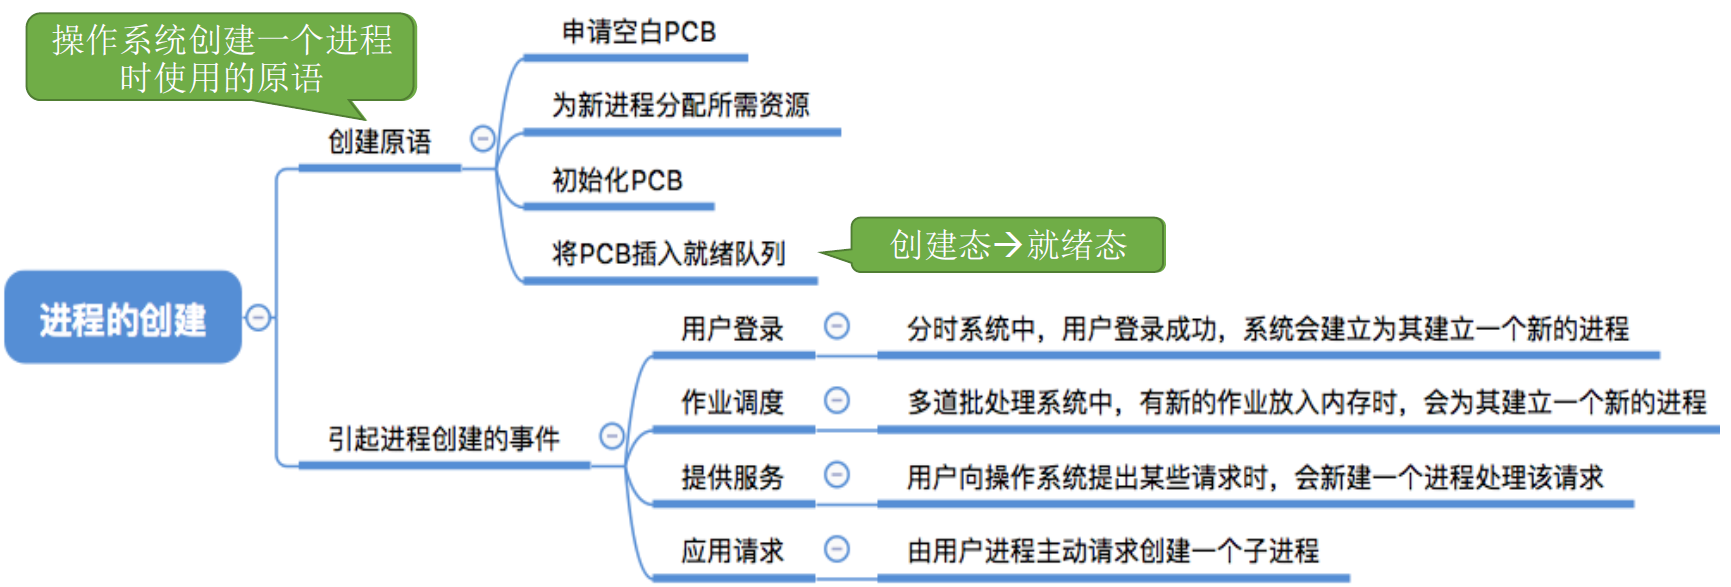 操作系统创建一个进程
时使用的原语
申请空白PCB
为新进程分配所需资源
创建原语
初始化PCB
将PCB插入就绪队列
创建态→就绪态
进程的创建
用户登录
分时系统中，用户登录成功，系统会建立为其建立一个新的进程
作业调度
多道批处理系统中，有新的作业放入内存时，会为其建立一个新的进程
引起进程创建的事件
提供服务
用户向操作系统提出某些请求时，会新建一个进程处理该请求
应用请求
由用户进程主动请求创建一个子进程